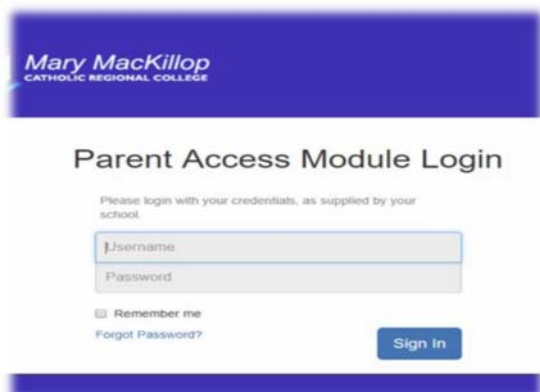 Mary MacKillop
CATHOLIC REGIONAL COLLEGE
Parent Access Module Login
Please login with your credentials, as supplied by your
school.
Username
Password
Remember me
Forgot Password?
Sign In